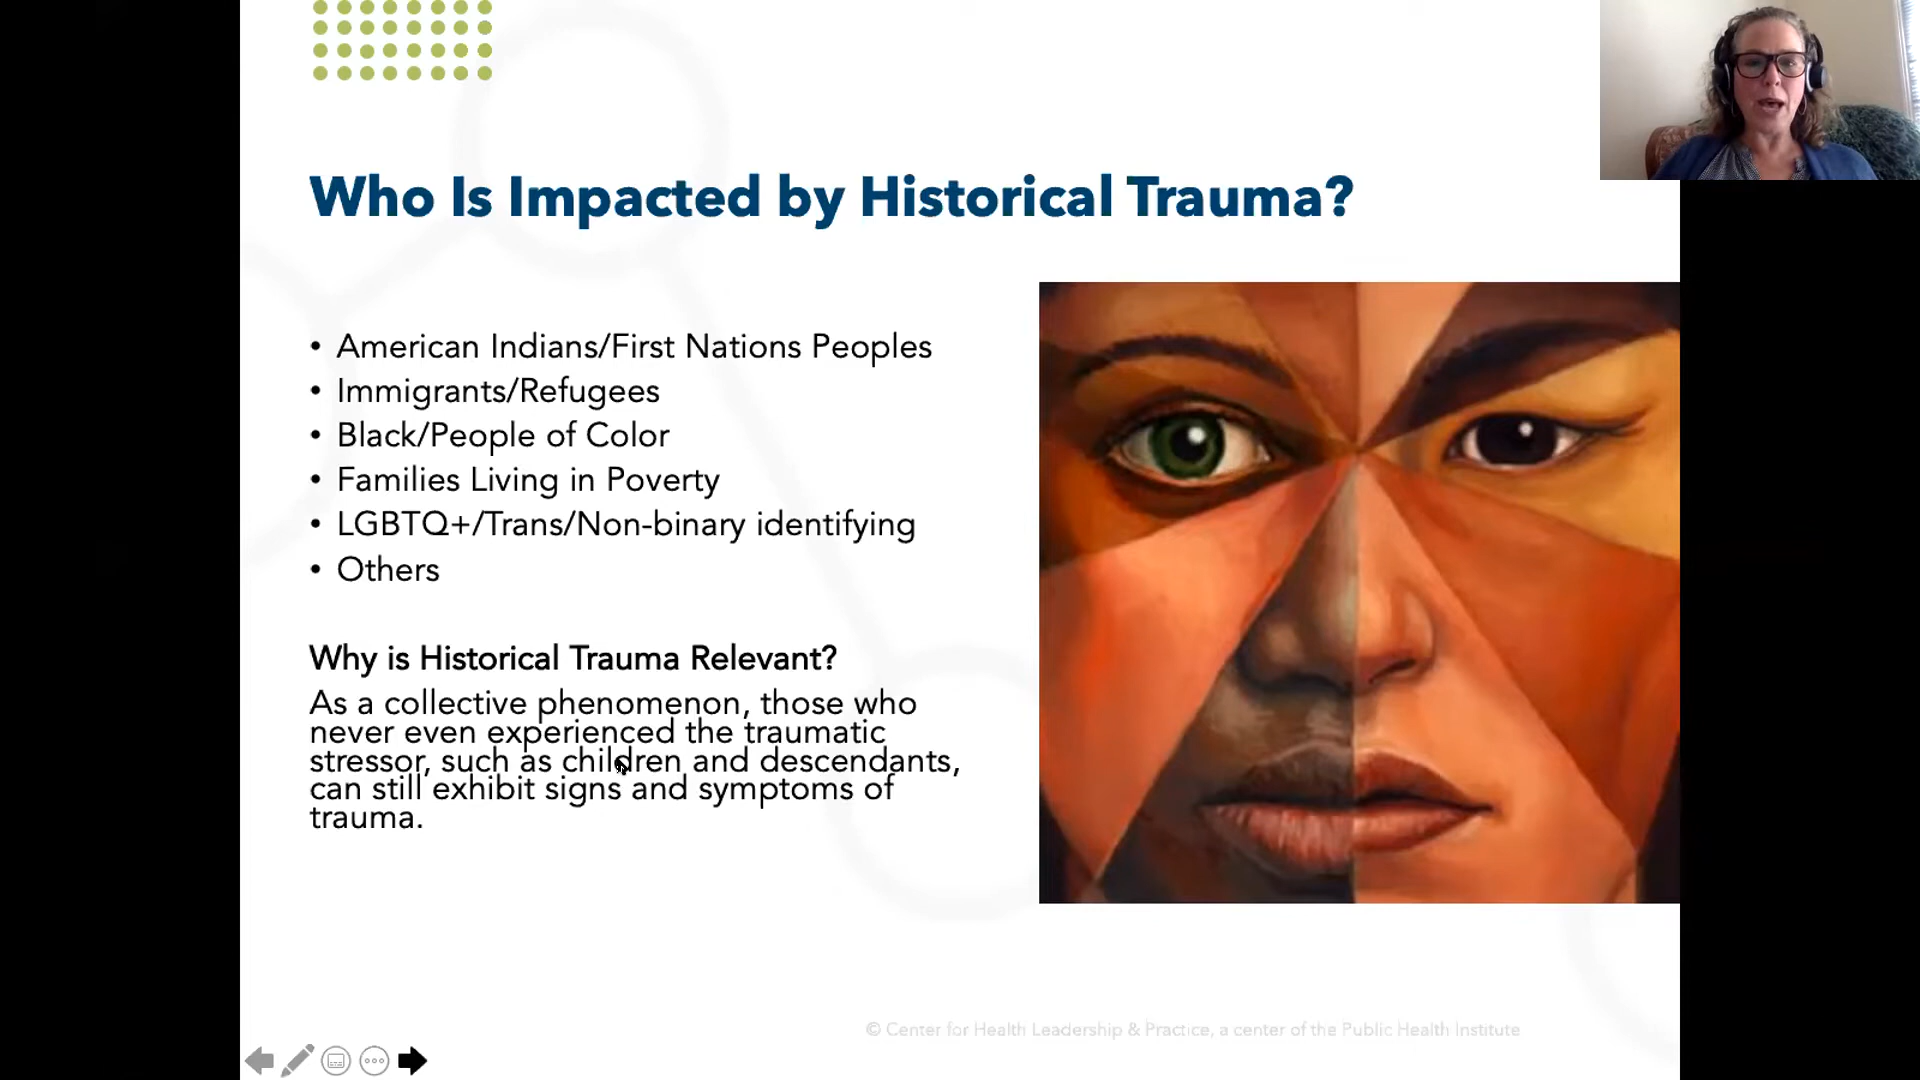 Who Is Impacted by Historical Trauma?
• American Indians/First Nations Peoples
• Immigrants/Refugees
• Black/People of Color
• Families Living in Poverty
• LGBTQ+/Trans/Non-binary identifying
• Others
Why is Historical Trauma Relevant?
As a collective phenomenon, those who
never even experienced the traumatic
stressor, such as children and descendants,
can still exhibit signs and symptoms of
trauma.
© Center for Health Leadership & Practice, a center of the Public Health Institute